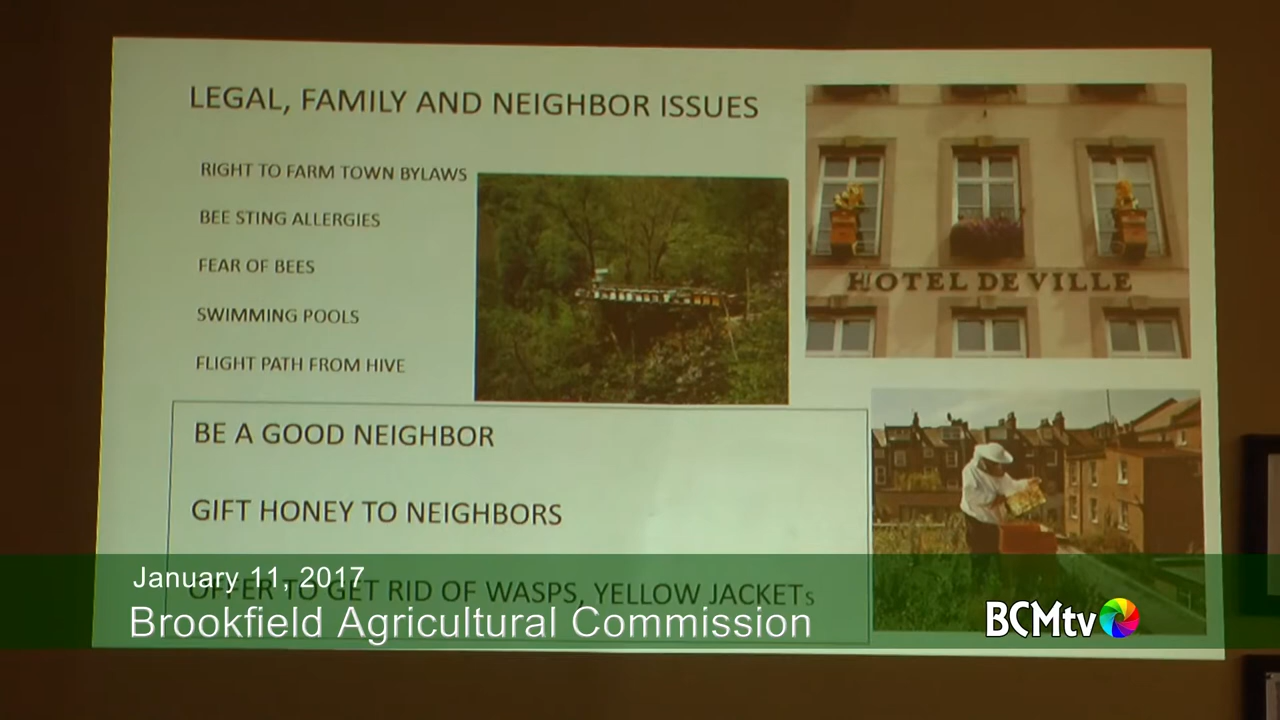 LEGAL, FAMILY AND NEIGHBOR ISSUES
RIGHT TO FARM TOWN BYLAWS
BEE STING ALLERGIES
FEAR OF BEES
SWIMMING POOLS
FLIGHT PATH FROM HIVE
HOTEL DE VILLE
BE A GOOD NEIGHBOR
GIFT HONEY TO NEIGHBORS
OFFER TO GET RID OF WASPS, YELLOW JACKETs
January 11, 2017
Brookfield Agricultural Commission
BCMtv